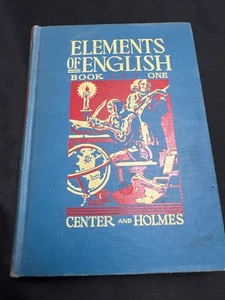 ELEMENTS
OF ENGLISH
BOOK ONE
CENTER AND HOLMES